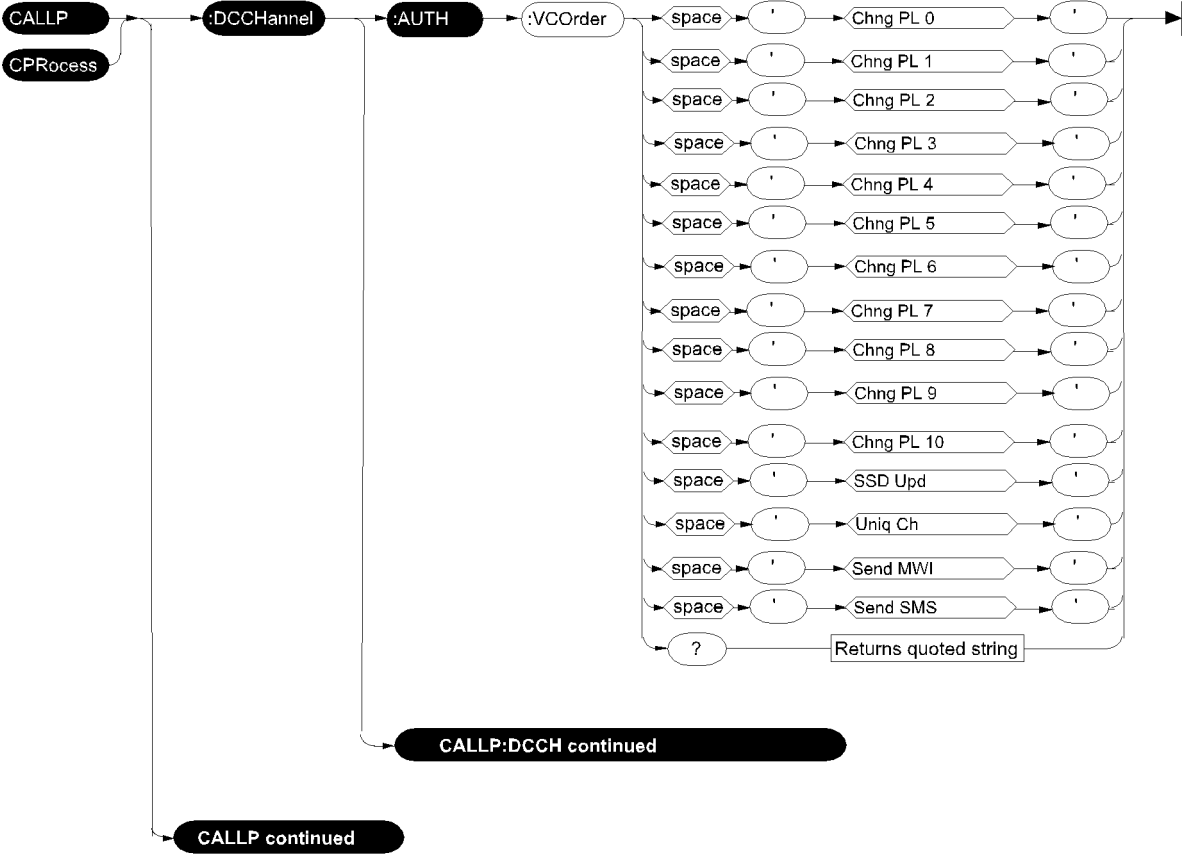 CALLP :DCCHannel :AUTH :VCOrder space ' Chng PL 0 '
CPRocess
space ' Chng PL 1 '
space ' Chng PL 2 '
space ' Chng PL 3 '
space ' Chng PL 4 '
space ' Chng PL 5 '
space ' Chng PL 6 '
space ' Chng PL 7 '
space ' Chng PL 8 '
space ' Chng PL 9 '
space ' Chng PL 10 '
space ' SSD Upd '
space ' Uniq Ch '
space ' Send MWI '
space ' Send SMS '
? Returns quoted string
CALLP:DCCH continued
CALLP continued